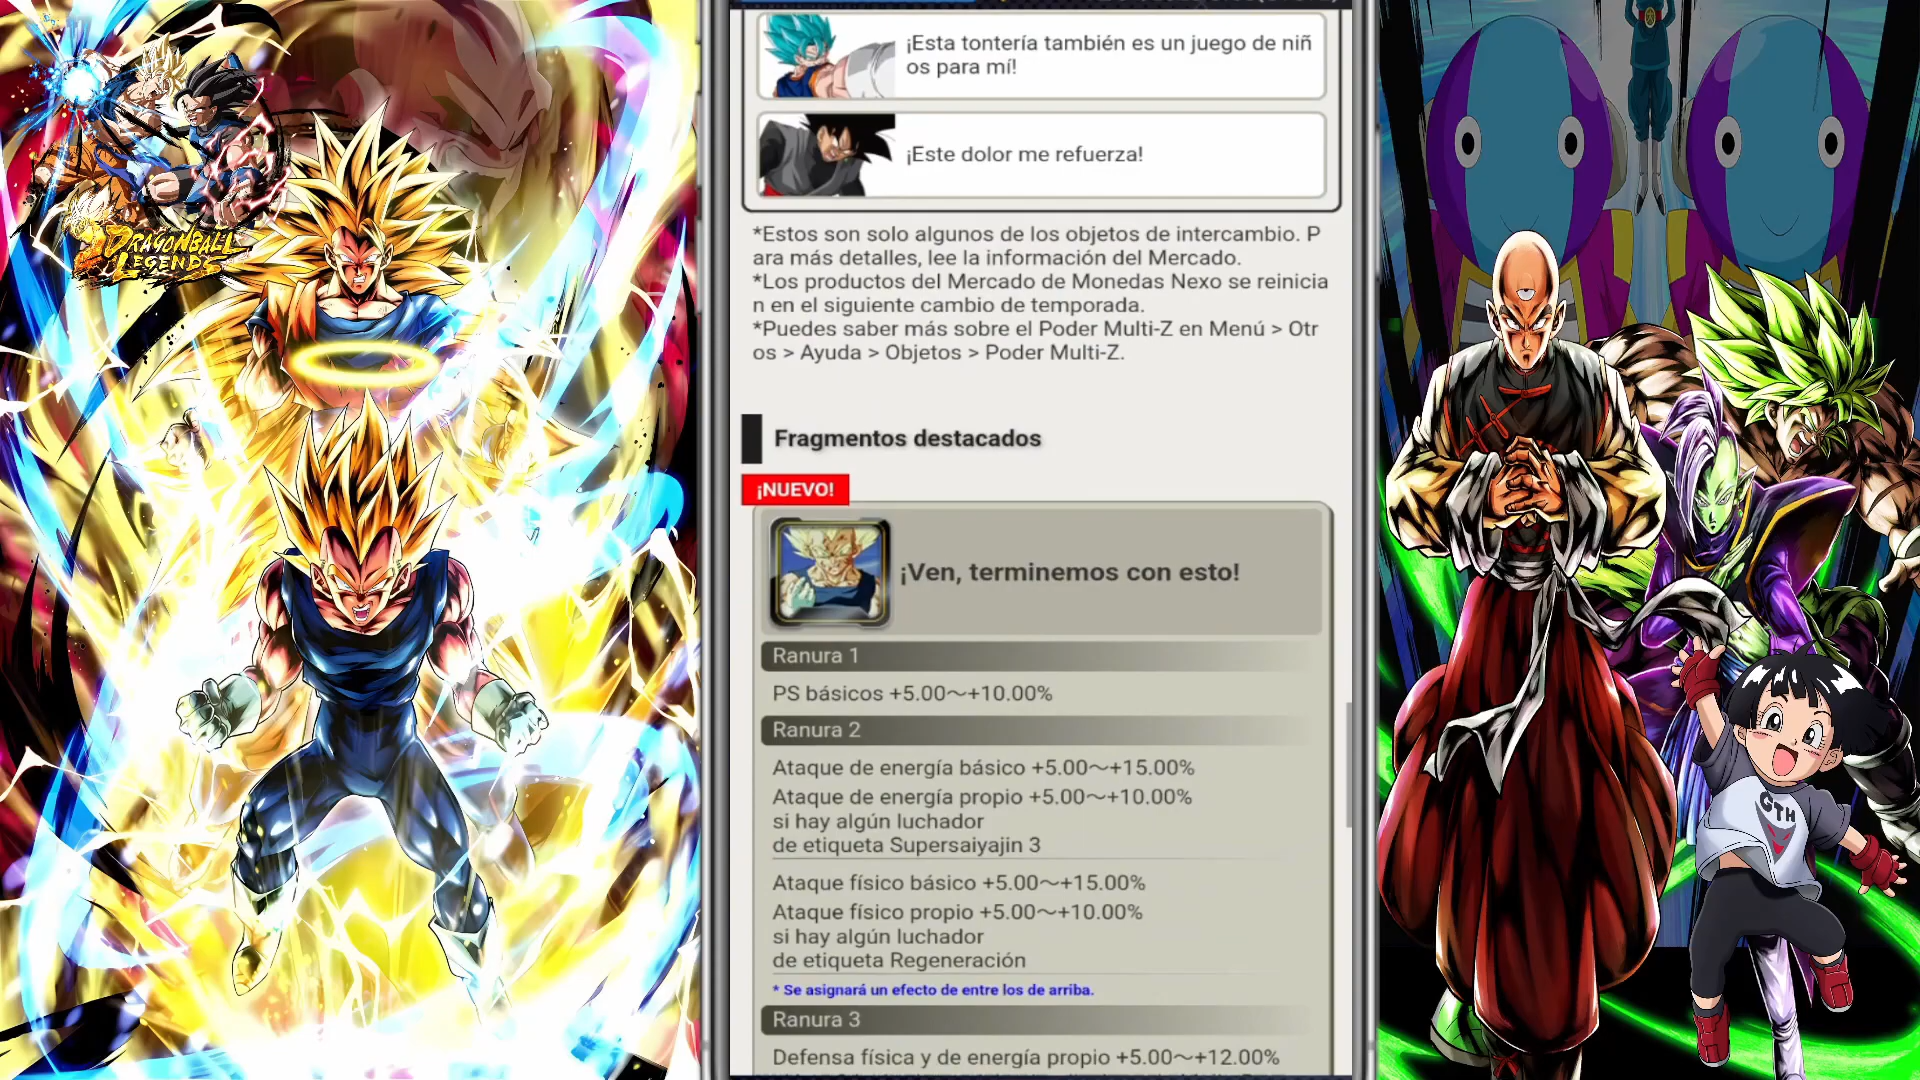 DRAGONBALL
LEGENDS
¡Esta tontería también es un juego de niñ
os para mí!
¡Este dolor me refuerza!
*Estos son solo algunos de los objetos de intercambio. P
ara más detalles, lee la información del Mercado.
*Los productos del Mercado de Monedas Nexo se reinicia
n en el siguiente cambio de temporada.
*Puedes saber más sobre el Poder Multi-Z en Menú > Otr
os > Ayuda > Objetos > Poder Multi-Z.
Fragmentos destacados
¡NUEVO!
¡Ven, terminemos con esto!
Ranura 1
PS básicos +5.00～+10.00%
Ranura 2
Ataque de energía básico +5.00～+15.00%
Ataque de energía propio +5.00～+10.00%
si hay algún luchador
de etiqueta Supersaiyajin 3
Ataque físico básico +5.00～+15.00%
Ataque físico propio +5.00～+10.00%
si hay algún luchador
de etiqueta Regeneración
* Se asignará un efecto de entre los de arriba.
Ranura 3
Defensa física y de energía propio +5.00～+12.00%
GTH